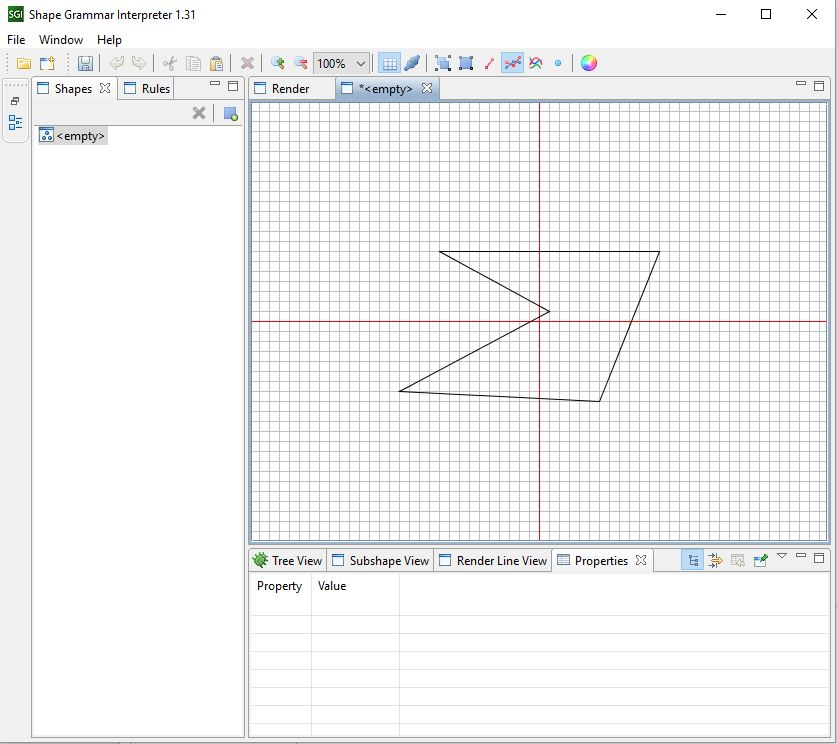 SGI Shape Grammar Interpreter 1.31
File Window Help
100%
Shapes Rules
<empty>
Render *<empty>
Tree View Subshape View Render Line View Properties
Property Value